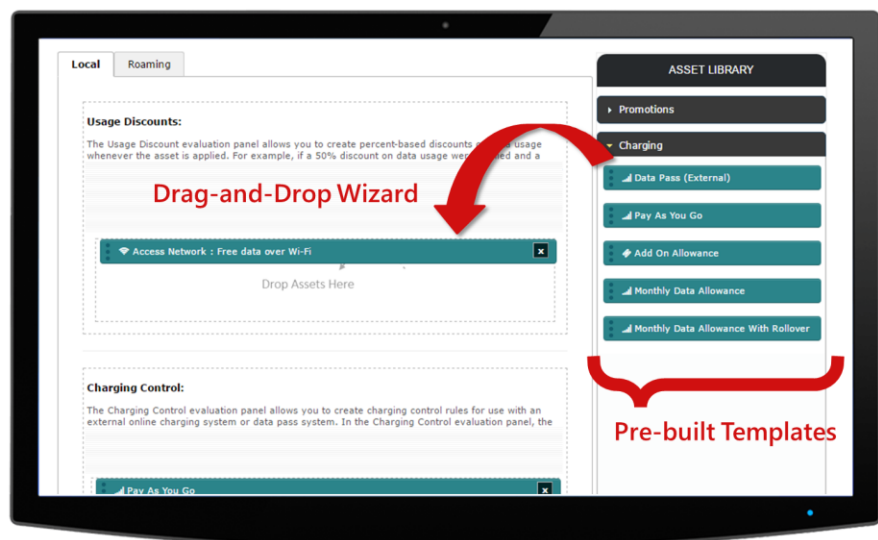 Local Roaming
Usage Discounts:
The Usage Discount evaluation panel allows you to create percent-based discounts usage
whenever the asset is applied. For example, if a 50% discount on data usage were and a
Drag-and-Drop Wizard
Access Network : Free data over Wi-Fi x
Drop Assets Here
Charging Control:
The Charging Control evaluation panel allows you to create charging control rules for use with an
external online charging system or data pass system. In the Charging Control evaluation panel, the
Pay As You Go x
ASSET LIBRARY
Promotions
Charging
Data Pass (External)
Pay As You Go
Add On Allowance
Monthly Data Allowance
Monthly Data Allowance With Rollover
Pre-built Templates